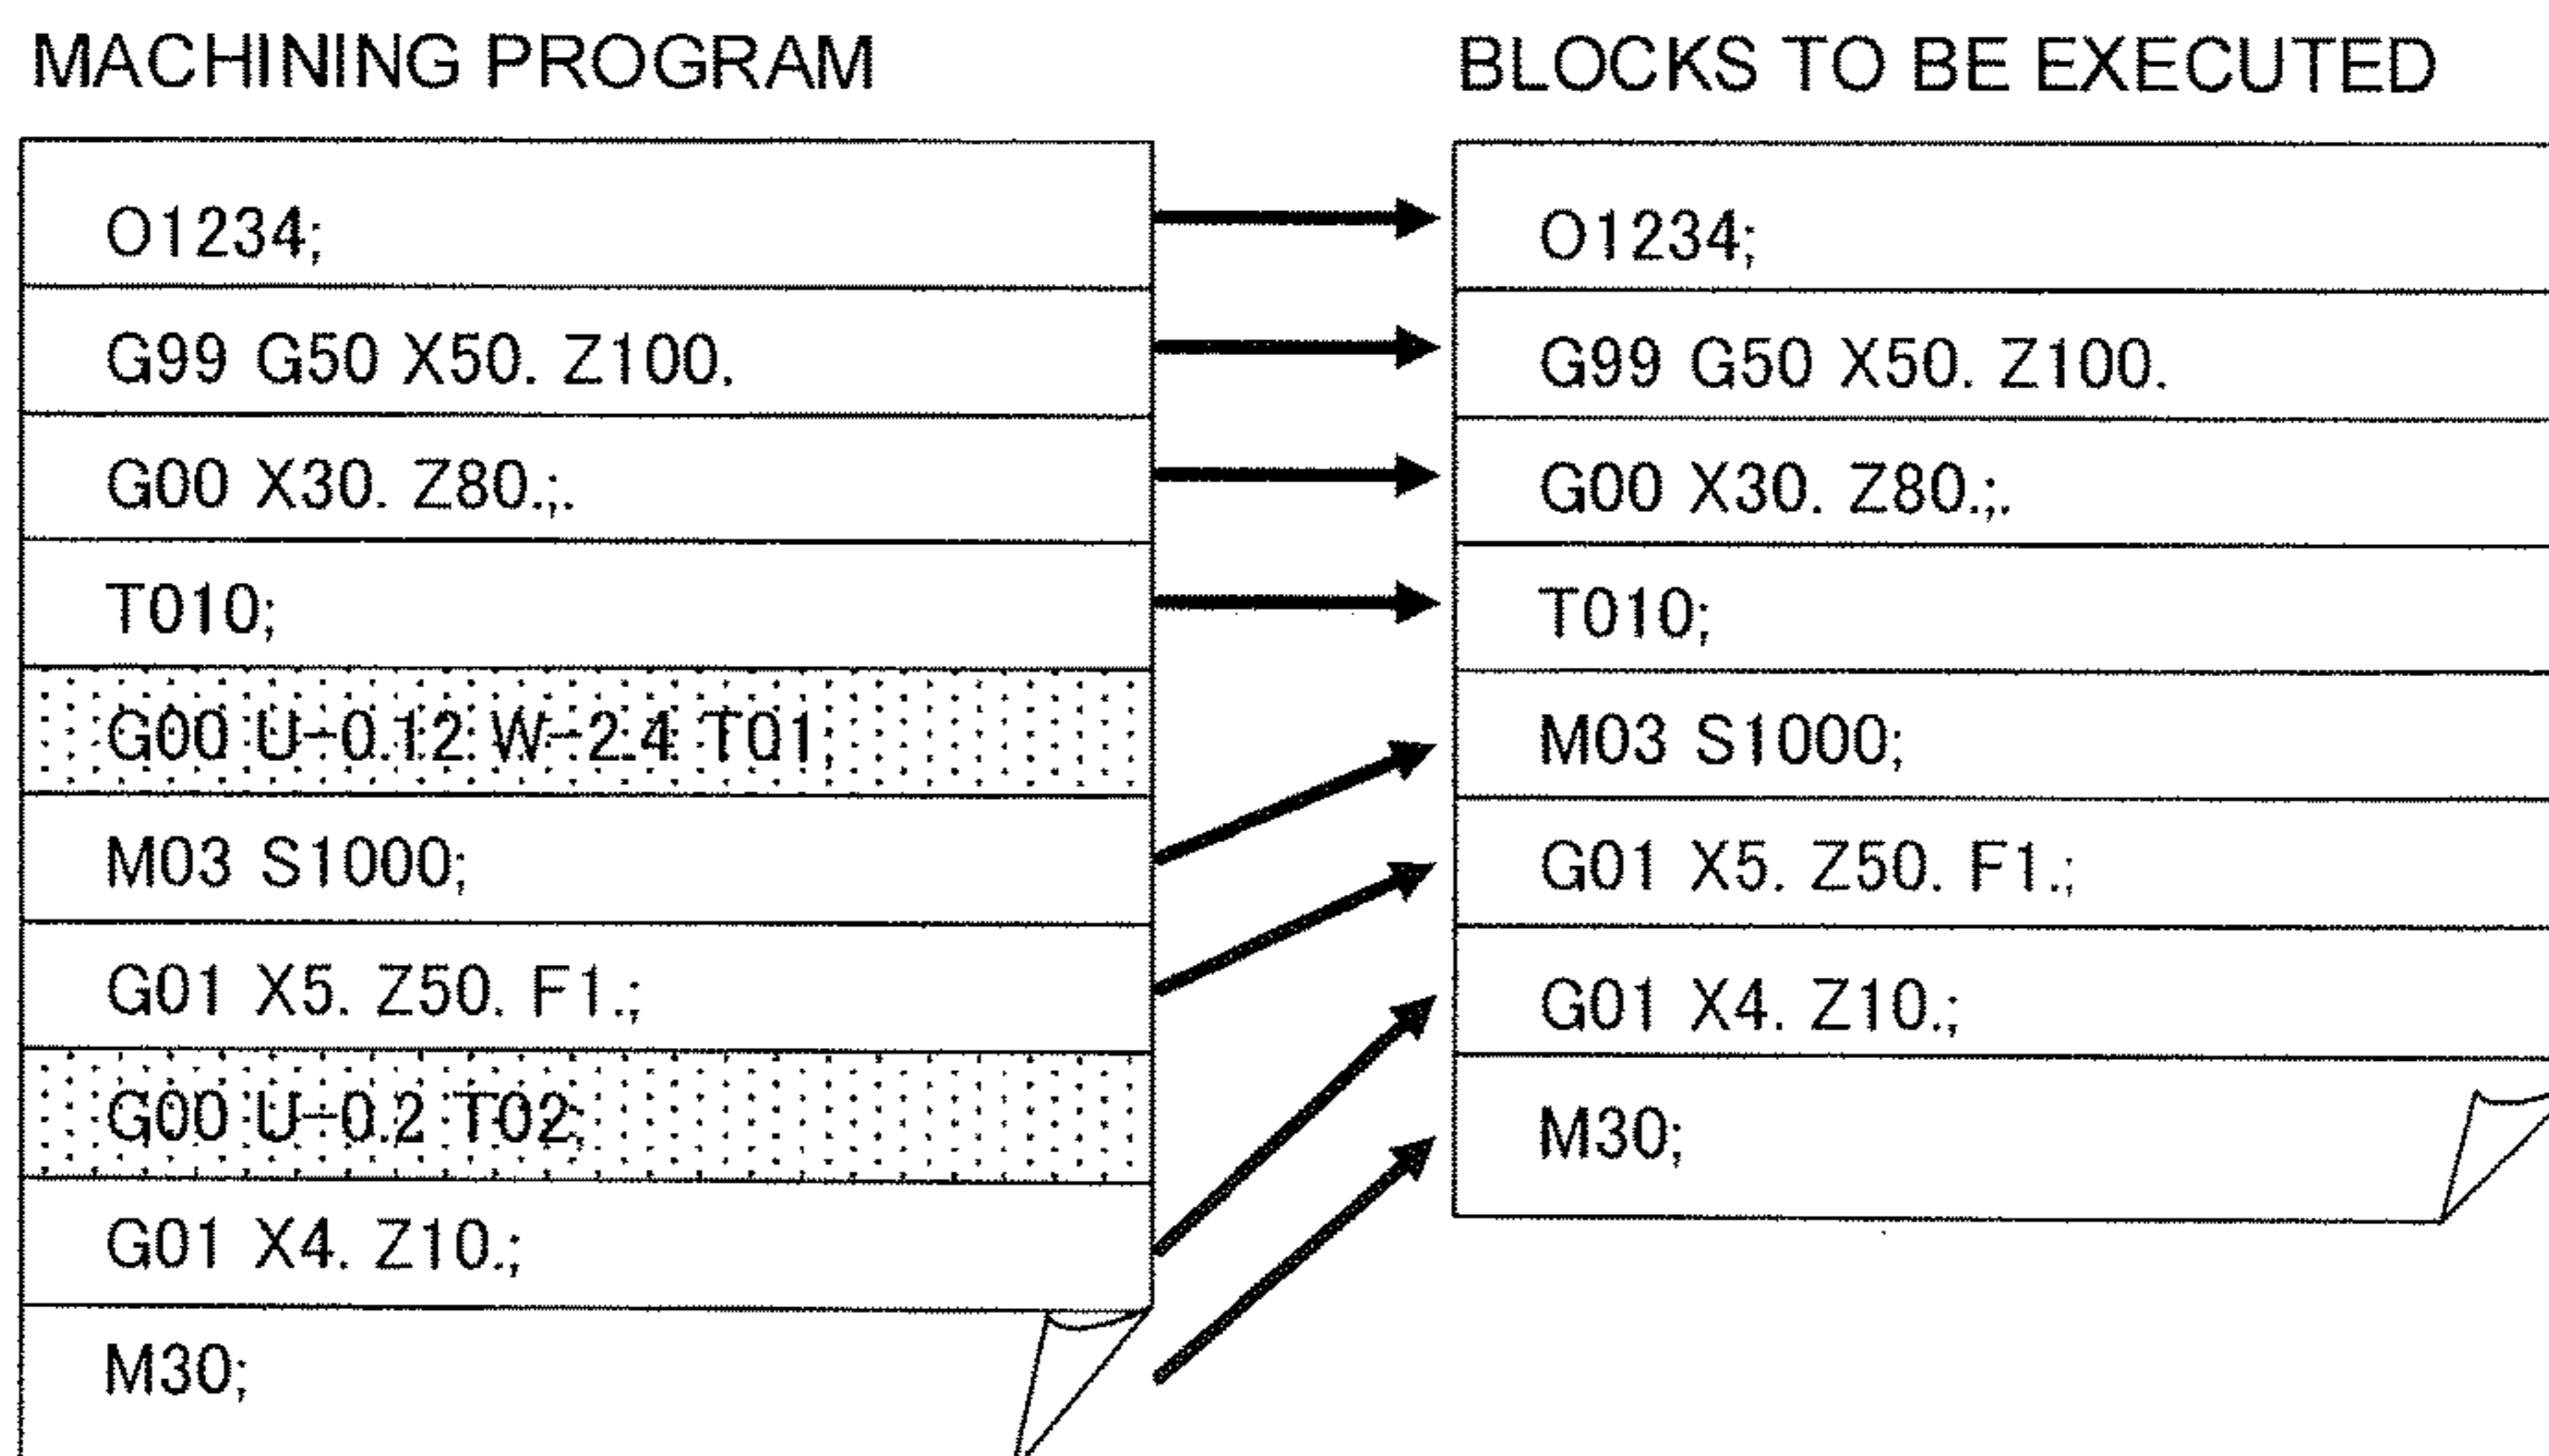 MACHINING PROGRAM
O1234;
G99 G50 X50. Z100.
G00 X30. Z80.;.
T010;
G00 U-0.12 W-2.4 T01;
M03 S1000;
G01 X5. Z50. F1.;
G00 U-0.2 T02;
G01 X4. Z10.;
M30;
BLOCKS TO BE EXECUTED
O1234;
G99 G50 X50. Z100.
G00 X30. Z80.;.
T010;
M03 S1000;
G01 X5. Z50. F1.;
G01 X4. Z10.;
M30;